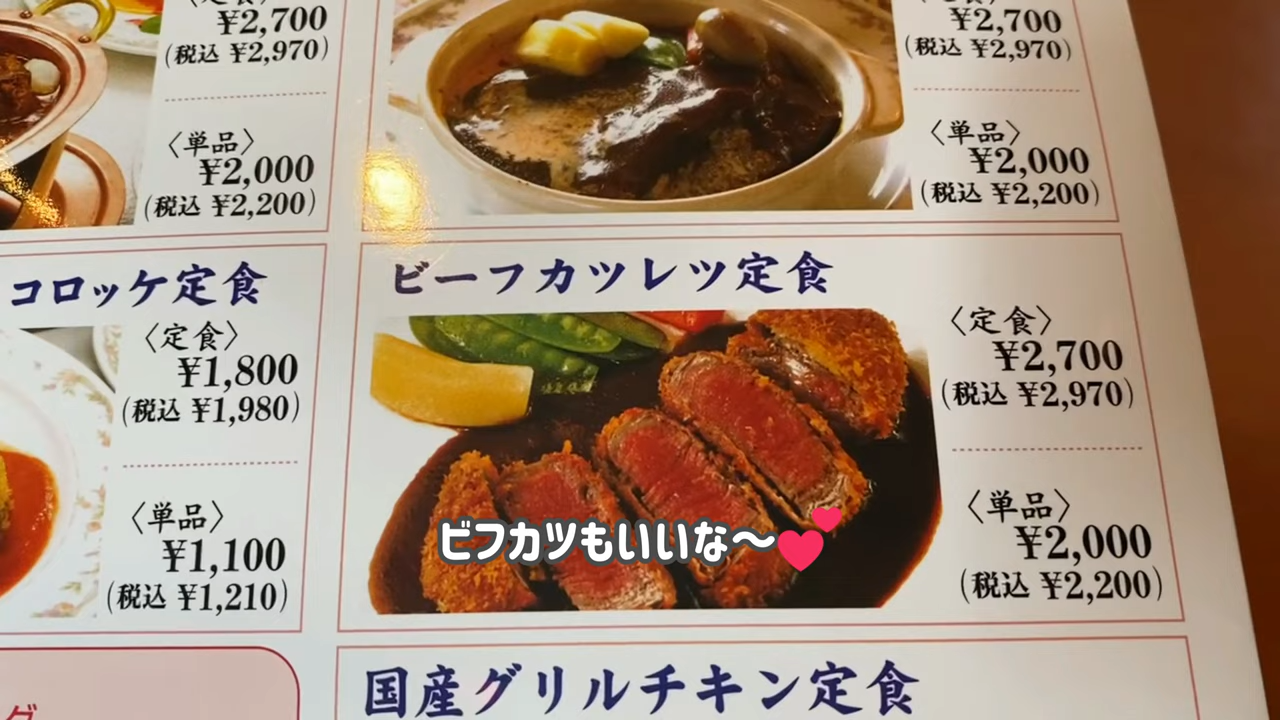 ¥2,700
(税込 ¥2,970)
〈単品〉
¥2,000
(税込 ¥2,200)
¥2,700
(税込 ¥2,970)
〈単品〉
¥2,000
(税込 ¥2,200)
コロッケ定食
〈定食〉
¥1,800
(税込 ¥1,980)
〈単品〉
¥1,100
(税込 ¥1,210)
ビーフカツレツ定食
〈定食〉
¥2,700
(税込 ¥2,970)
〈単品〉
¥2,000
(税込 ¥2,200)
ビフカツもいいな〜💕
国産グリルチキン定食